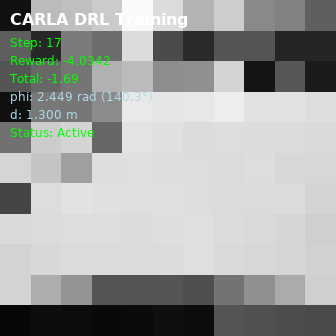 CARLA DRL Training
Step: 17
Reward: -4.0342
Total: -1.69
phi: 2.449 rad (140.3°)
d: 1.300 m
Status: Active